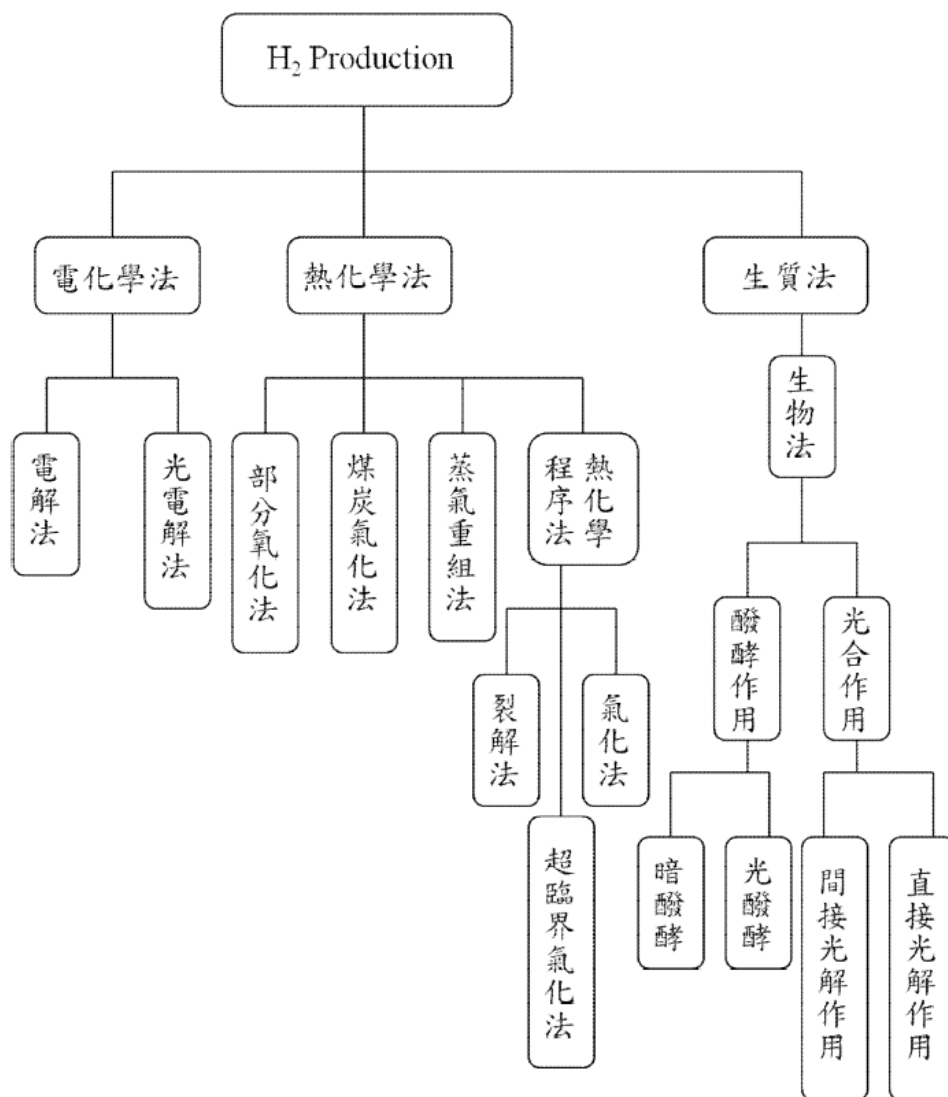 H₂ Production
電化學法
熱化學法
生質法
生物法
電解法
光電解法
部分氧化法
煤炭氣化法
蒸氣重組法
熱化學
程序法
醱酵作用
光合作用
裂解法
氣化法
超臨界氣化法
暗醱酵
光醱酵
間接光解作用
直接光解作用